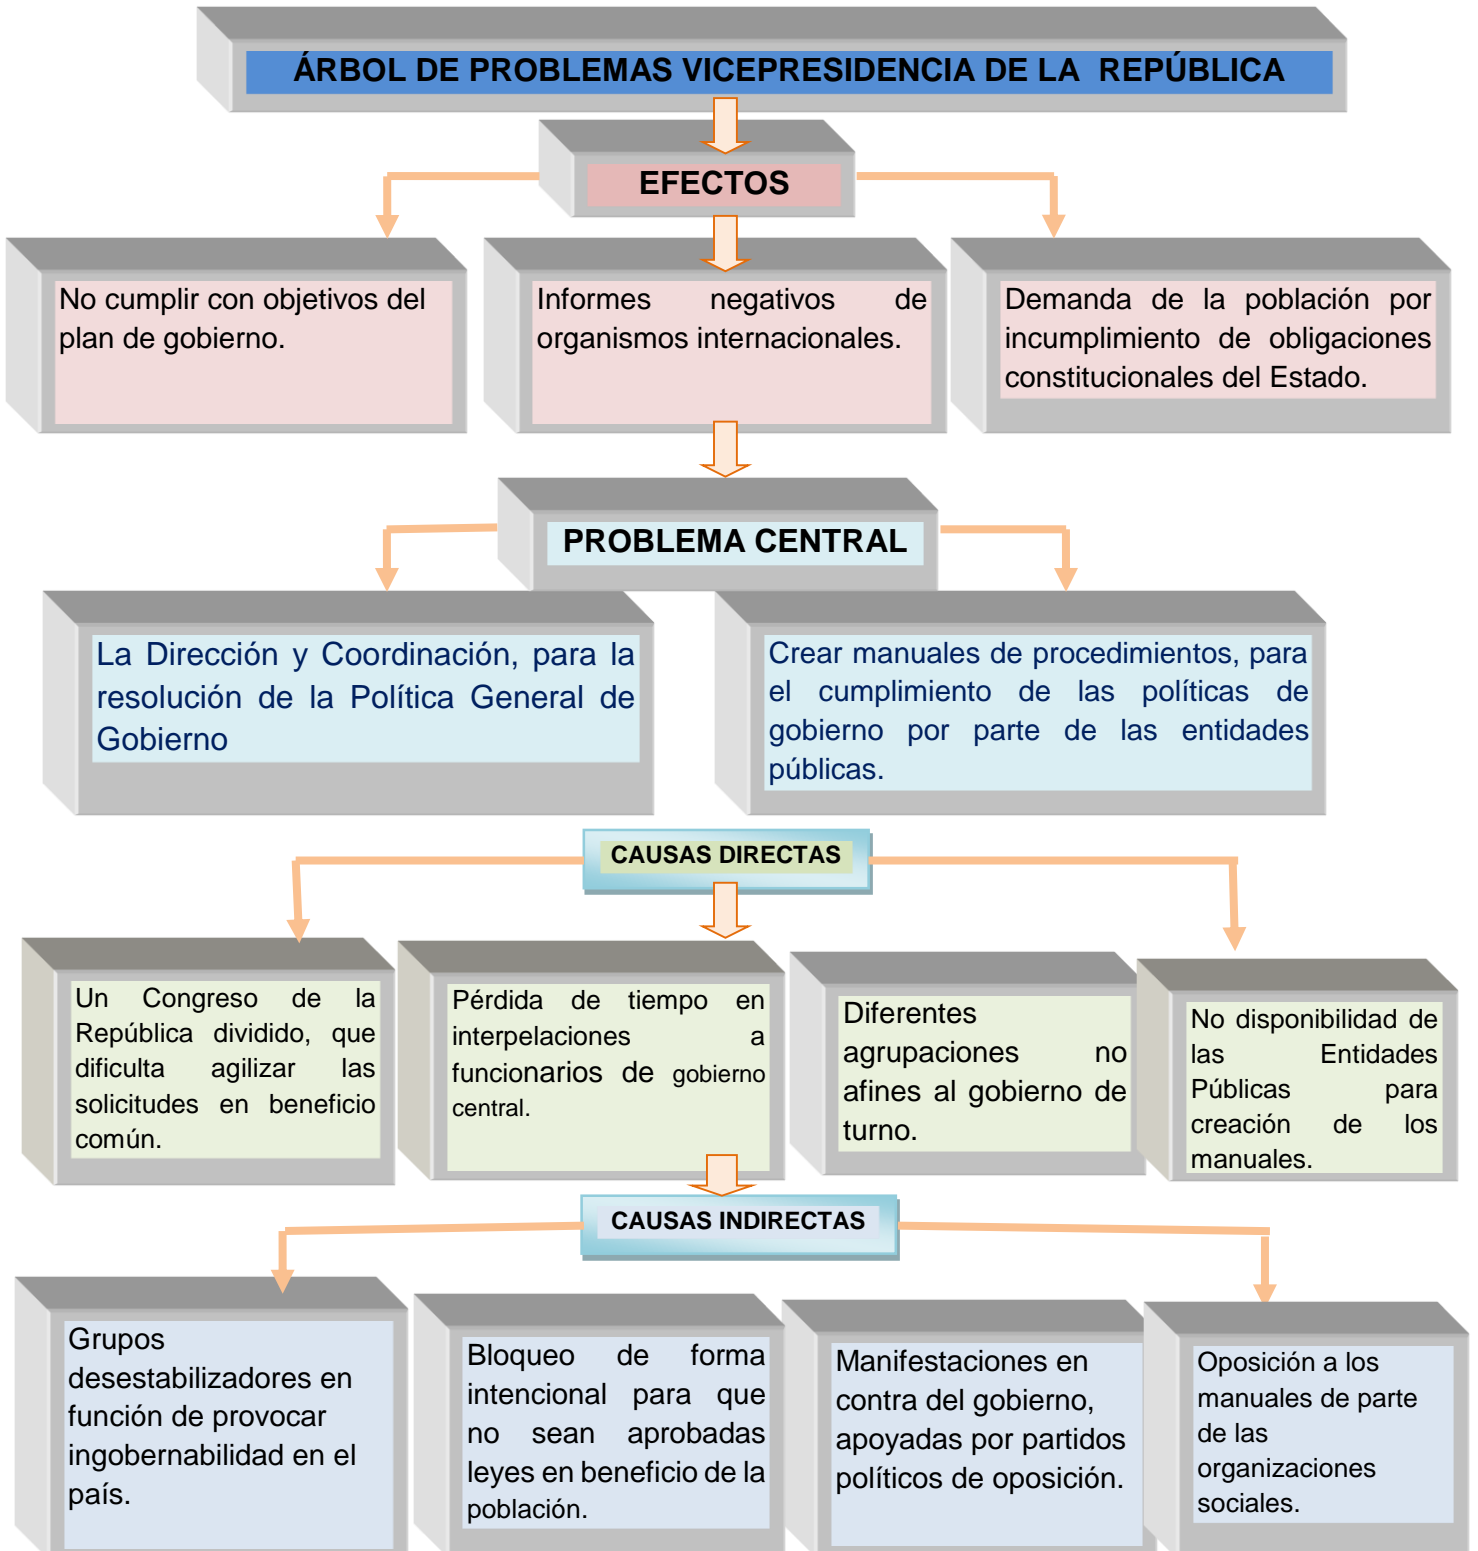 ÁRBOL DE PROBLEMAS VICEPRESIDENCIA DE LA REPÚBLICA
EFECTOS
No cumplir con objetivos del
plan de gobierno.
Informes negativos de
organismos internacionales.
Demanda de la población por
incumplimiento de obligaciones
constitucionales del Estado.
PROBLEMA CENTRAL
La Dirección y Coordinación, para la
resolución de la Política General de
Gobierno
Crear manuales de procedimientos, para
el cumplimiento de las políticas de
gobierno por parte de las entidades
públicas.
CAUSAS DIRECTAS
Un Congreso de la
República dividido, que
dificulta agilizar las
solicitudes en beneficio
común.
Pérdida de tiempo en
interpelaciones a
funcionarios de gobierno
central.
Diferentes
agrupaciones no
afines al gobierno de
turno.
No disponibilidad de
las Entidades
Públicas para
creación de los
manuales.
CAUSAS INDIRECTAS
Grupos
desestabilizadores en
función de provocar
ingobernabilidad en el
país.
Bloqueo de forma
intencional para que
no sean aprobadas
leyes en beneficio de la
población.
Manifestaciones en
contra del gobierno,
apoyadas por partidos
políticos de oposición.
Oposición a los
manuales de parte
de las
organizaciones
sociales.